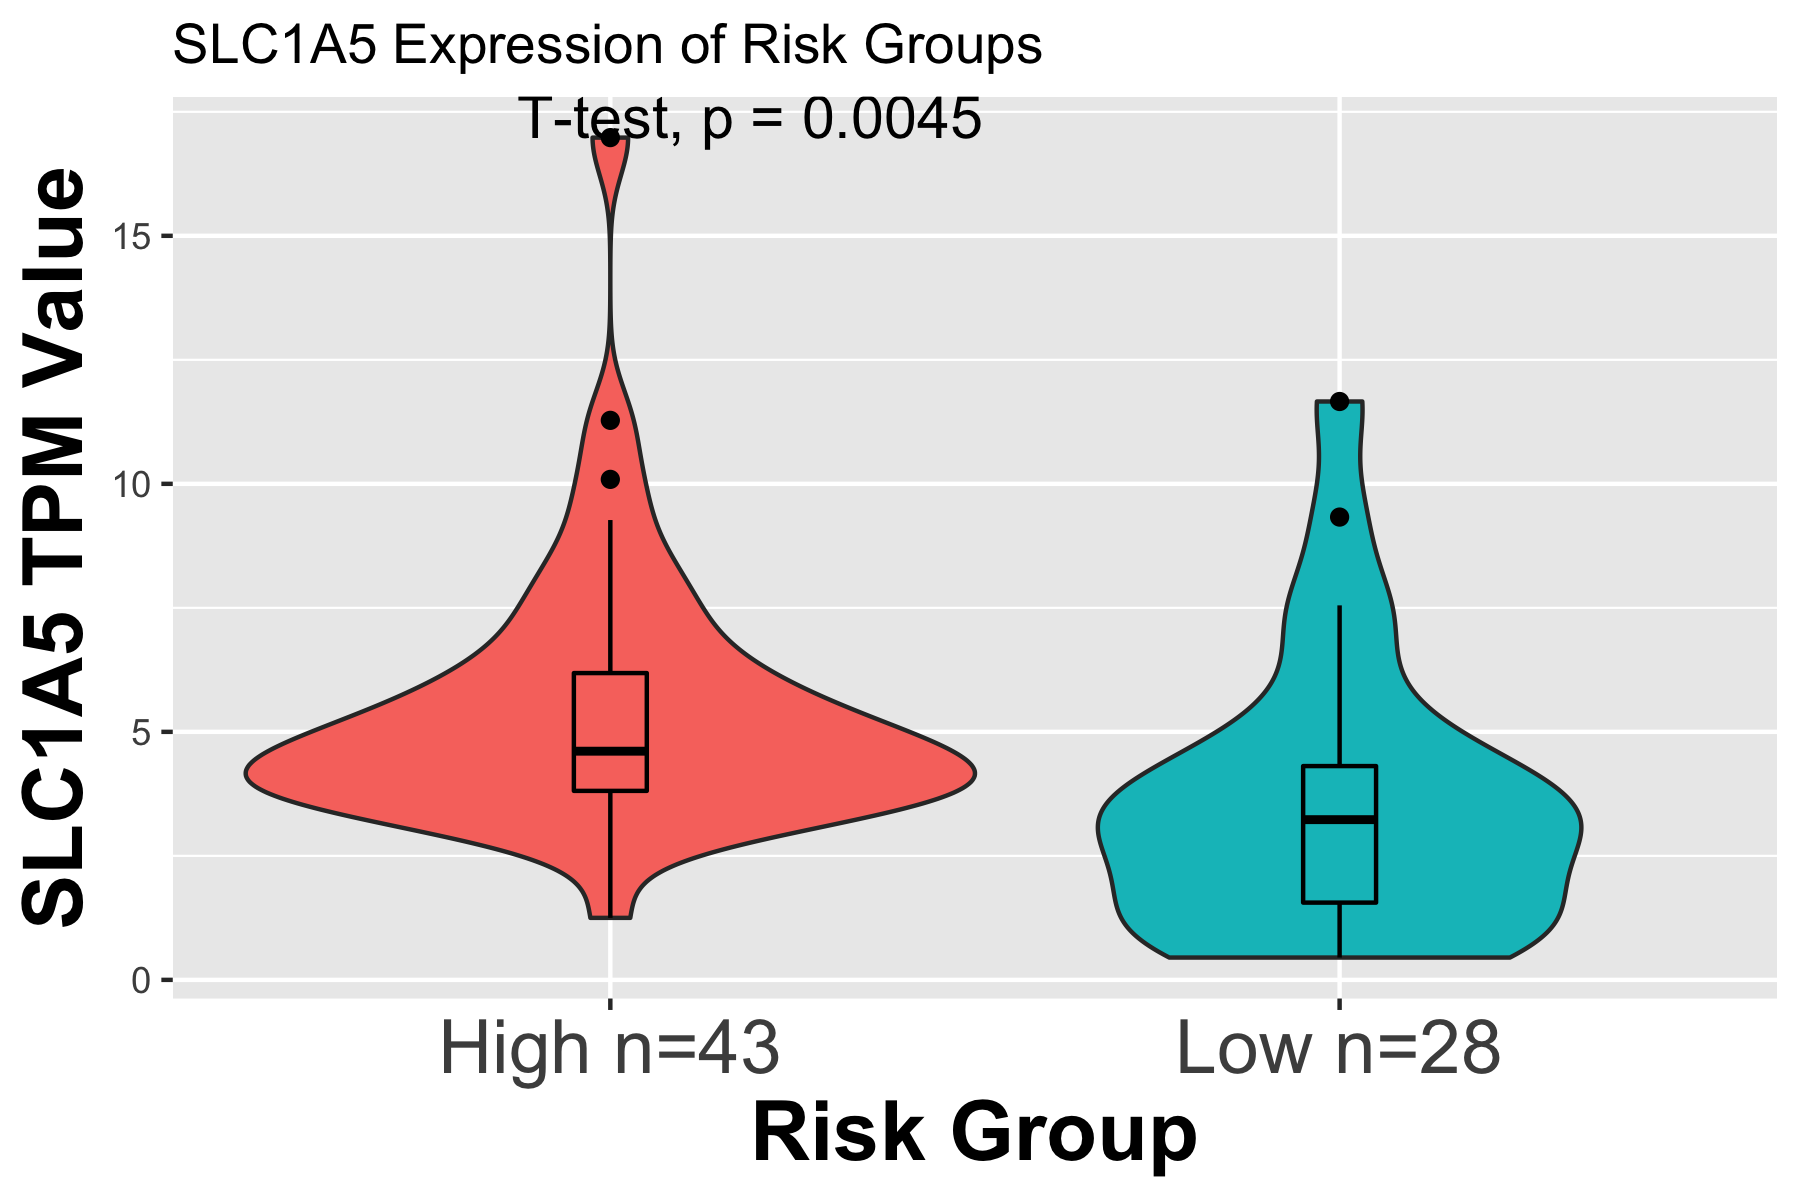 SLC1A5 Expression of Risk Groups
T-test, p = 0.0045
SLC1A5 TPM Value
15
10
5
0
High n=43
Low n=28
Risk Group